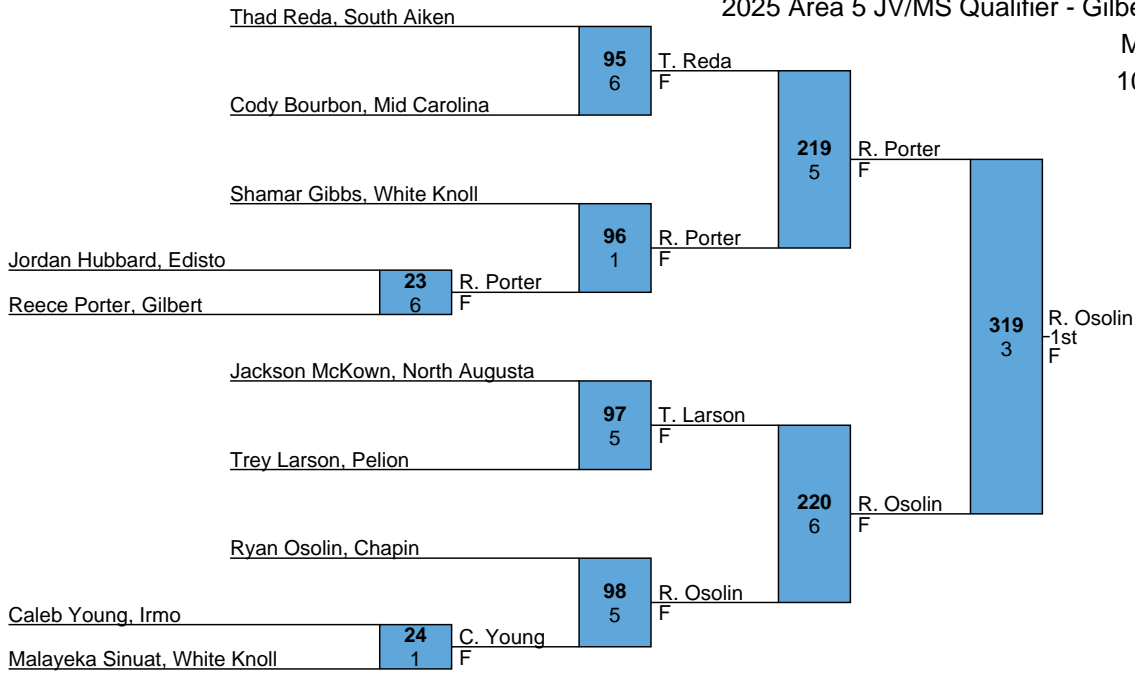 2025 Area 5 JV/MS Qualifier - Gilbe
M
10
Thad Reda, South Aiken
95
6
T. Reda
F
Cody Bourbon, Mid Carolina
219
5
R. Porter
F
Shamar Gibbs, White Knoll
96
1
R. Porter
F
Jordan Hubbard, Edisto
23
6
R. Porter
F
Reece Porter, Gilbert
319
3
R. Osolin
1st
F
Jackson McKown, North Augusta
97
5
T. Larson
F
Trey Larson, Pelion
220
6
R. Osolin
F
Ryan Osolin, Chapin
98
5
R. Osolin
F
Caleb Young, Irmo
24
1
C. Young
F
Malayeka Sinuat, White Knoll